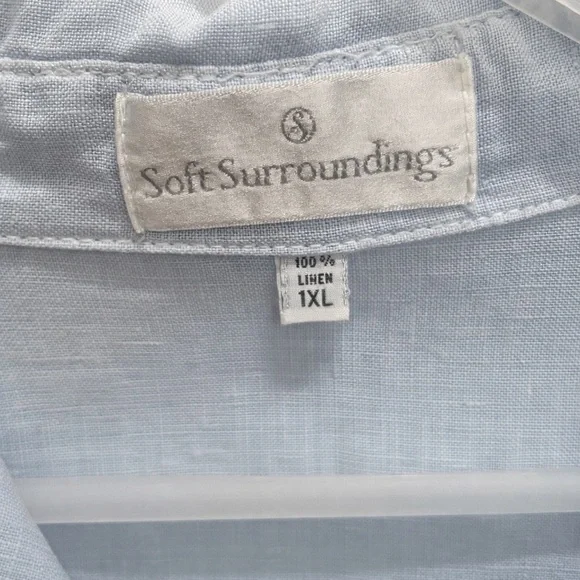 S
Soft Surroundings
100%
LINEN
1XL